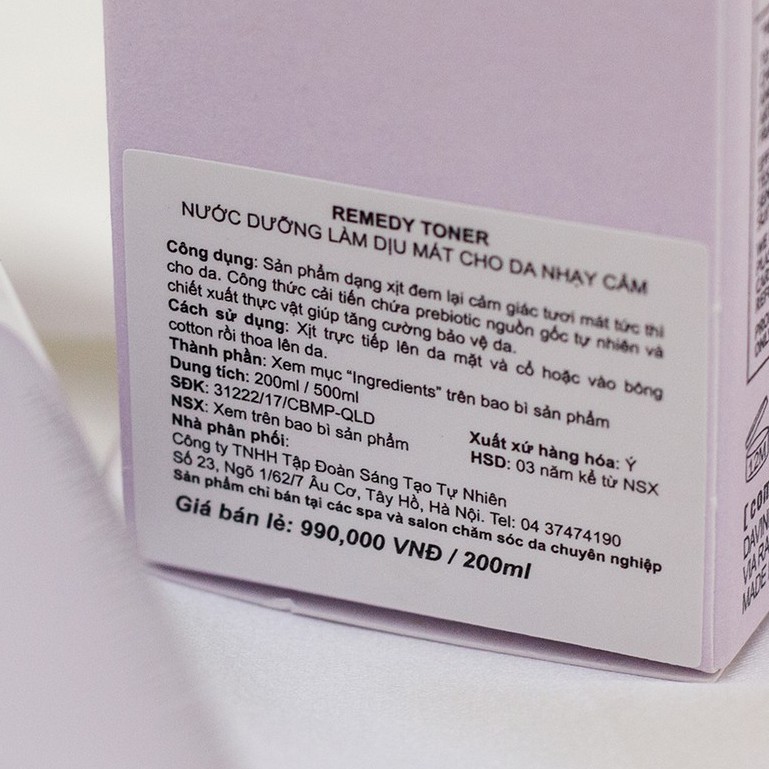 REMEDY TONER
NƯỚC DƯỠNG LÀM DỊU MÁT CHO DA NHẠY CẢM
Công dụng: Sản phẩm dạng xịt đem lại cảm giác tươi mát tức thì
cho da. Công thức cải tiến chứa prebiotic nguồn gốc tự nhiên và
chiết xuất thực vật giúp tăng cường bảo vệ da.
Cách sử dụng: Xịt trực tiếp lên da mặt và cổ hoặc vào bông
cotton rồi thoa lên da.
Thành phần: Xem mục "Ingredients" trên bao bì sản phẩm
Dung tích: 200ml / 500ml
SĐK: 31222/17/CBMP-QLD
Xuất xứ hàng hóa: Ý
NSX: Xem trên bao bì sản phẩm
HSD: 03 năm kể từ NSX
Nhà phân phối:
Công ty TNHH Tập Đoàn Sáng Tạo Tự Nhiên
Số 23, Ngõ 1/62/7 Âu Cơ, Tây Hồ, Hà Nội. Tel: 04 37474190
Sản phẩm chỉ bán tại các spa và salon chăm sóc da chuyên nghiệp
Giá bán lẻ: 990,000 VNĐ / 200ml
12M
MADE